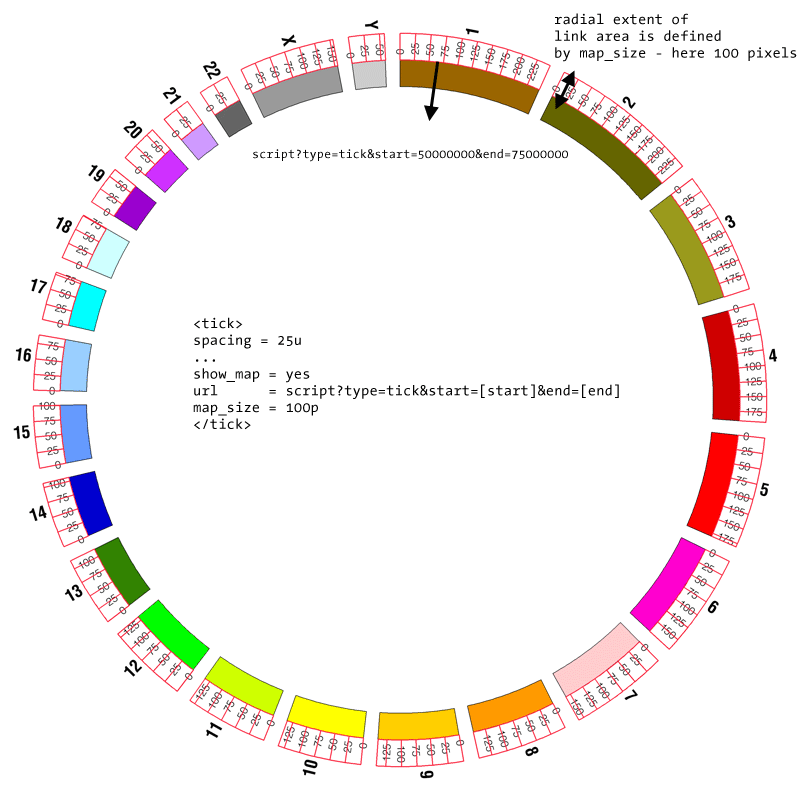 radial extent of
link area is defined
by map_size - here 100 pixels
script?type=tick&start=50000000&end=75000000
<tick>
spacing = 25u
...
show_map = yes
url      = script?type=tick&start=[start]&end=[end]
map_size = 100p
</tick>
1
0 25 50 75 100 125 150 175 200 225
2
0 25 50 75 100 125 150 175 200 225
3
0 25 50 75 100 125 150 175
4
0 25 50 75 100 125 150 175
5
0 25 50 75 100 125 150 175
6
0 25 50 75 100 125 150
7
0 25 50 75 100 125 150
8
0 25 50 75 100 125
9
0 25 50 75 100 125
10
0 25 50 75 100 125
11
0 25 50 75 100 125
12
0 25 50 75 100 125
13
0 25 50 75 100
14
0 25 50 75 100
15
0 25 50 75 100
16
0 25 50 75
17
0 25 50 75
18
0 25 50 75
19
0 25 50
20
0 25 50
21
0 25
22
0 25
X
0 25 50 75 100 125 150
Y
0 25 50